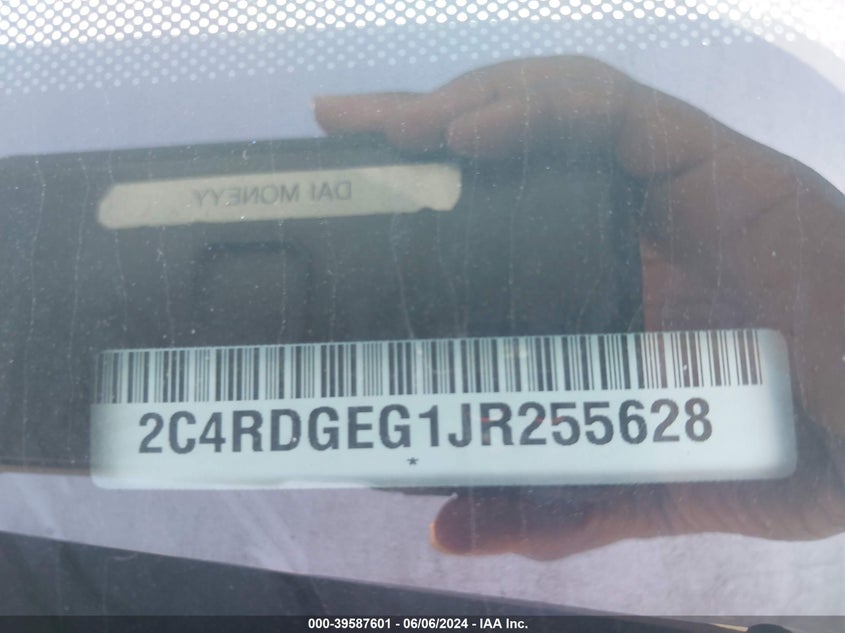 DAI MONEYY
2C4RDGEG1JR255628
*
000-39587601 - 06/06/2024 - IAA Inc.